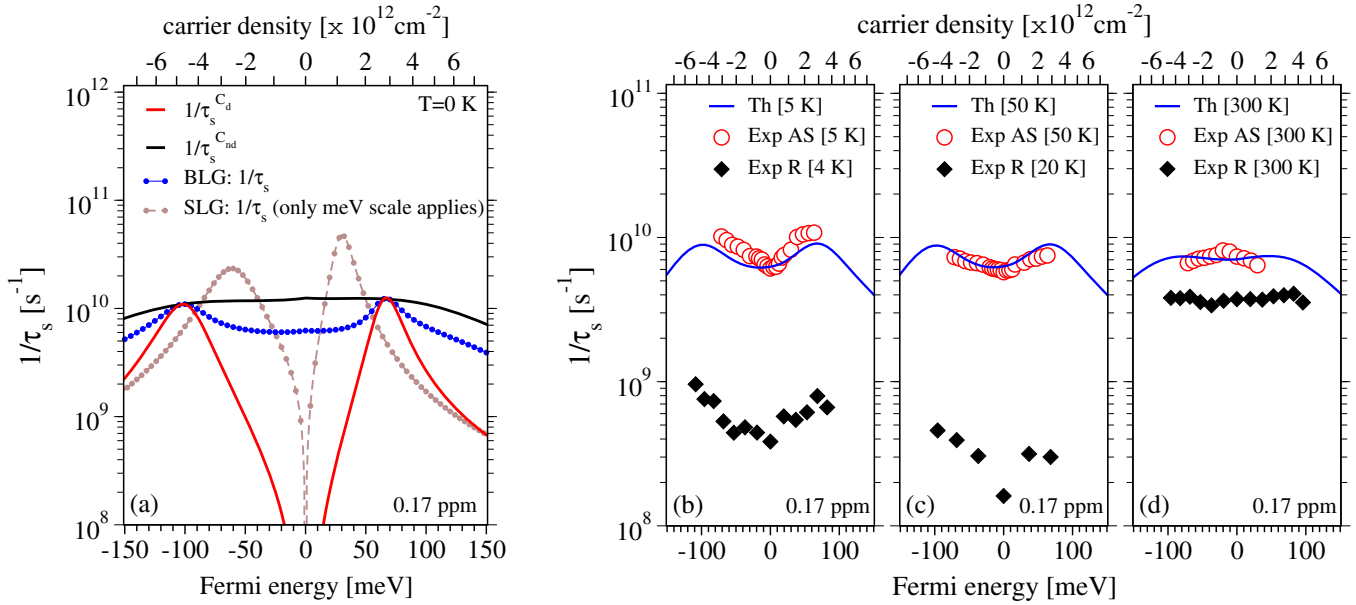 carrier density [x 10^12 cm^-2]
-6 -4 -2 0 2 4 6
T=0 K
1/τ_s^{C_d}
1/τ_s^{C_nd}
BLG: 1/τ_s
SLG: 1/τ_s (only meV scale applies)
10^12
10^11
10^10
10^9
10^8
1/τ_s [s^-1]
(a)
0.17 ppm
-150 -100 -50 0 50 100 150
Fermi energy [meV]
carrier density [x10^12 cm^-2]
-6 -4 -2 0 2 4 6
-6 -4 -2 0 2 4 6
-6 -4 -2 0 2 4 6
10^11
10^10
10^9
10^8
1/τ_s [s^-1]
Th [5 K]
Exp AS [5 K]
Exp R [4 K]
(b)
0.17 ppm
-100 0 100
1/τ_s [s^-1]
Th [50 K]
Exp AS [50 K]
Exp R [20 K]
(c)
0.17 ppm
-100 0 100
1/τ_s [s^-1]
Th [300 K]
Exp AS [300 K]
Exp R [300 K]
(d)
0.17 ppm
-100 0 100
Fermi energy [meV]